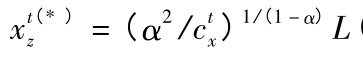 x_z^{t(*)} = (α^2/c_x^t)^{1/(1-α)} L(